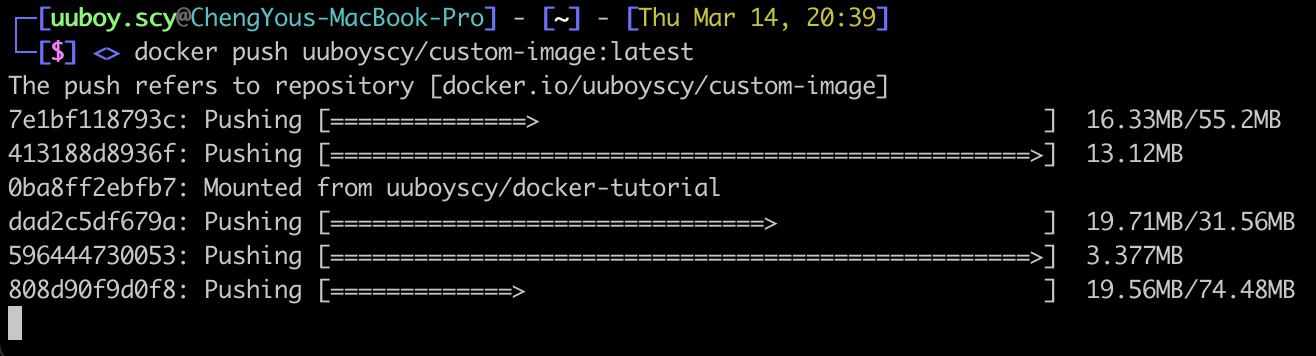 [uuboy.scy@ChengYous-MacBook-Pro] - [~] - [Thu Mar 14, 20:39]
[$] <> docker push uuboyscy/custom-image:latest
The push refers to repository [docker.io/uuboyscy/custom-image]
7e1bf118793c: Pushing [==============>                                    ]  16.33MB/55.2MB
413188d8936f: Pushing [==================================================>]  13.12MB
0ba8ff2ebfb7: Mounted from uuboyscy/docker-tutorial
dad2c5df679a: Pushing [===============================>                   ]  19.71MB/31.56MB
596444730053: Pushing [==================================================>]  3.377MB
808d90f9d0f8: Pushing [=============>                                     ]  19.56MB/74.48MB